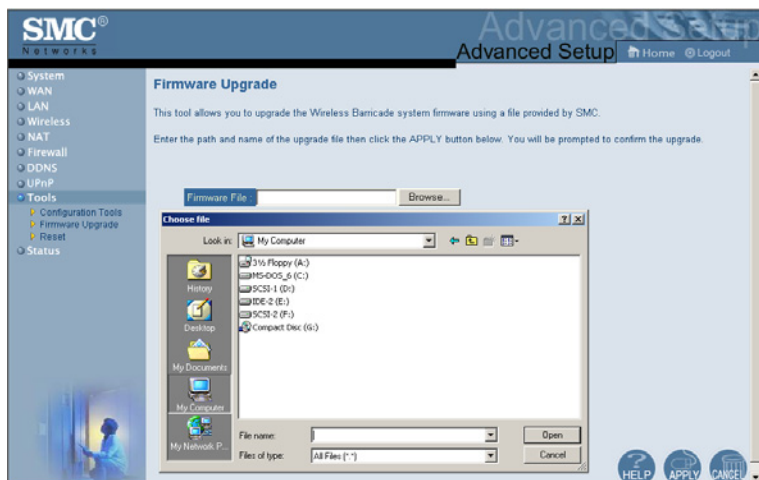 SMC®
Networks
Advanced Setup
Advanced Setup
Home
Logout
System
WAN
LAN
Wireless
NAT
Firewall
DDNS
UPnP
Tools
Configuration Tools
Firmware Upgrade
Reset
Status
Firmware Upgrade
This tool allows you to upgrade the Wireless Barricade system firmware using a file provided by SMC.
Enter the path and name of the upgrade file then click the APPLY button below. You will be prompted to confirm the upgrade.
Firmware File :
Browse...
Choose file
Look in:
My Computer
History
Desktop
My Documents
My Computer
My Network P...
3½ Floppy (A:)
MS-DOS_6 (C:)
SCSI-1 (D:)
IDE-2 (E:)
SCSI-2 (F:)
Compact Disc (G:)
File name:
Open
Files of type:
All Files (*.*)
Cancel
HELP
APPLY
CANCEL